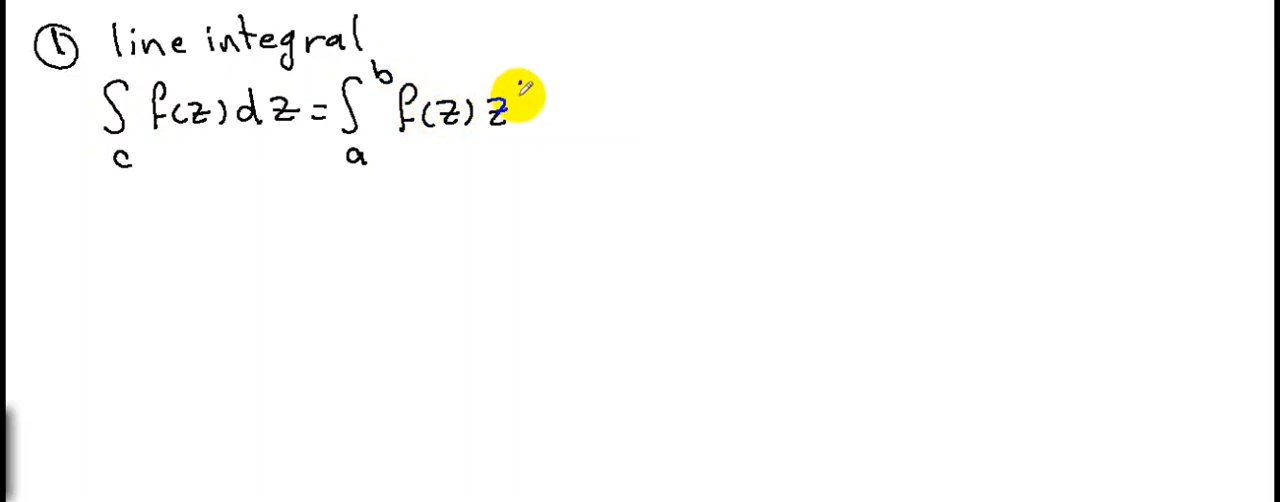 ① line integral
∫_c f(z)dz = ∫_a^b f(z) z'